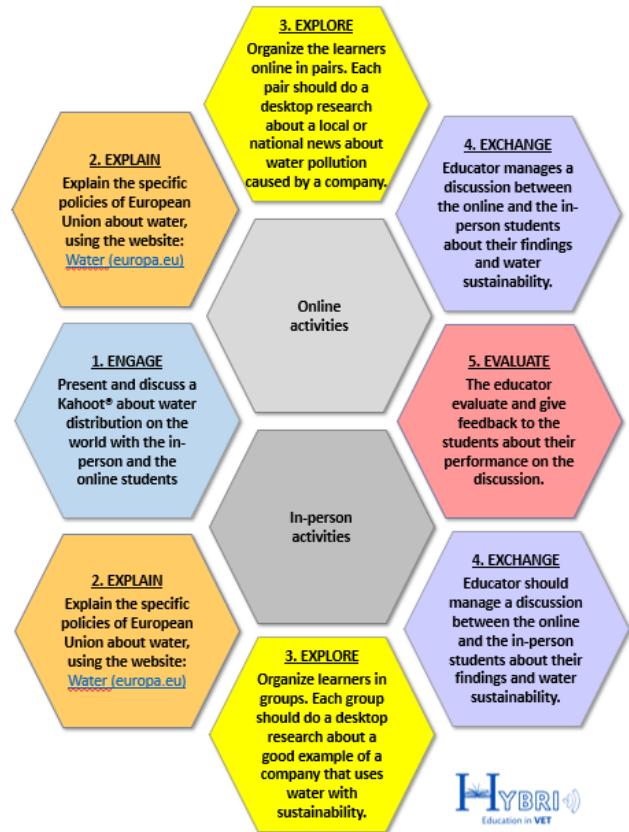 3. EXPLORE
Organize the learners
online in pairs. Each
pair should do a
desktop research
about a local or
national news about
water pollution
caused by a company.
2. EXPLAIN
Explain the specific
policies of European
Union about water,
using the website:
Water (europa.eu)
4. EXCHANGE
Educator manages a
discussion between
the online and the in-
person students
about their findings
and water
sustainability.
Online
activities
1. ENGAGE
Present and discuss a
Kahoot® about water
distribution on the
world with the in-
person and the
online students
5. EVALUATE
The educator
evaluate and give
feedback to the
students about their
performance on the
discussion.
In-person
activities
2. EXPLAIN
Explain the specific
policies of European
Union about water,
using the website:
Water (europa.eu)
4. EXCHANGE
Educator should
manage a discussion
between the online
and the in-person
students about their
findings and water
sustainability.
3. EXPLORE
Organize learners in
groups. Each group
should do a desktop
research about a
good example of a
company that uses
water with
sustainability.
HYBRI
Education in VET